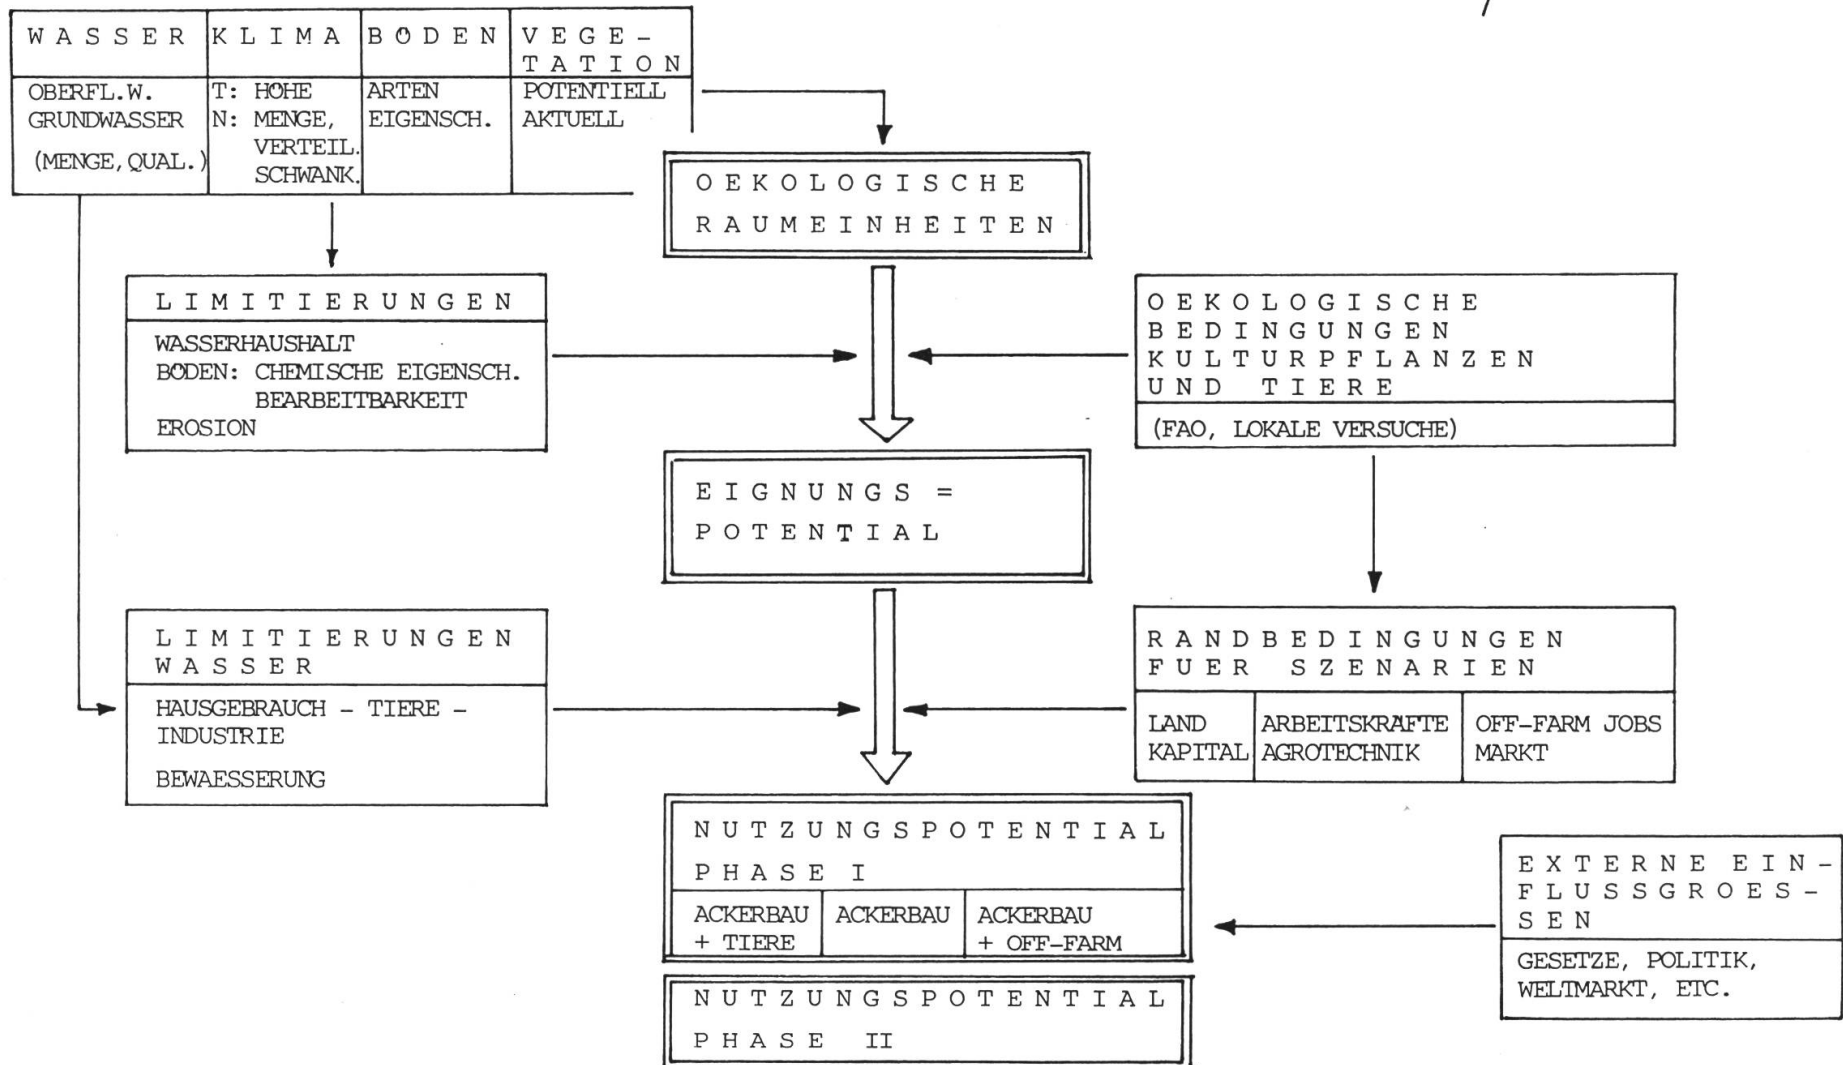 WASSER
OBERFL.W.
GRUNDWASSER
(MENGE, QUAL.)
KLIMA
T: HÖHE
N: MENGE,
VERTEIL.
SCHWANK.
BÖDEN
ARTEN
EIGENSCH.
VEGE-
TATION
POTENTIELL
AKTUELL
OEKOLOGISCHE
RAUMEINHEITEN
LIMITIERUNGEN
WASSERHAUSHALT
BÖDEN: CHEMISCHE EIGENSCH.
BEARBEITBARKEIT
EROSION
OEKOLOGISCHE
BEDINGUNGEN
KULTURPFLANZEN
UND TIERE
(FAO, LOKALE VERSUCHE)
EIGNUNGS=
POTENTIAL
LIMITIERUNGEN
WASSER
HAUSGEBRAUCH - TIERE -
INDUSTRIE
BEWAESSERUNG
RANDBEDINGUNGEN
FUER SZENARIEN
LAND
KAPITAL
ARBEITSKRÄFTE
AGROTECHNIK
OFF-FARM JOBS
MARKT
NUTZUNGSPOTENTIAL
PHASE I
ACKERBAU
+ TIERE
ACKERBAU
ACKERBAU
+ OFF-FARM
EXTERNE EIN-
FLUSSGROES-
SEN
GESETZE, POLITIK,
WELTMARKT, ETC.
NUTZUNGSPOTENTIAL
PHASE II